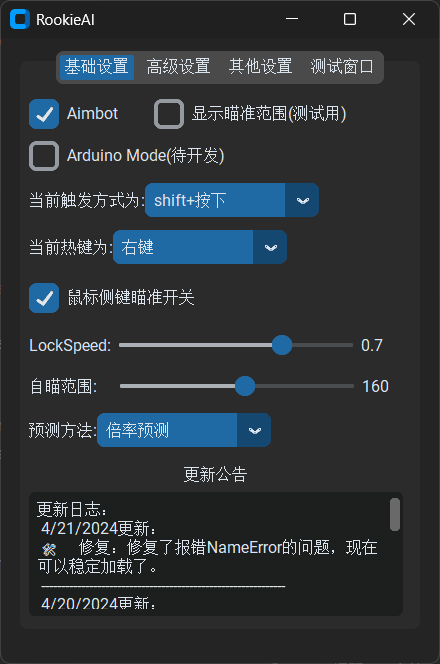 RookieAI
基础设置 高级设置 其他设置 测试窗口
Aimbot 显示瞄准范围(测试用)
Arduino Mode(待开发)
当前触发方式为: shift+按下
当前热键为: 右键
鼠标侧键瞄准开关
LockSpeed: 0.7
自瞄范围: 160
预测方法: 倍率预测
更新公告
更新日志:
4/21/2024更新:
🛠 修复：修复了报错NameError的问题，现在
可以稳定加载了。
------------------------------------------------------------
4/20/2024更新: